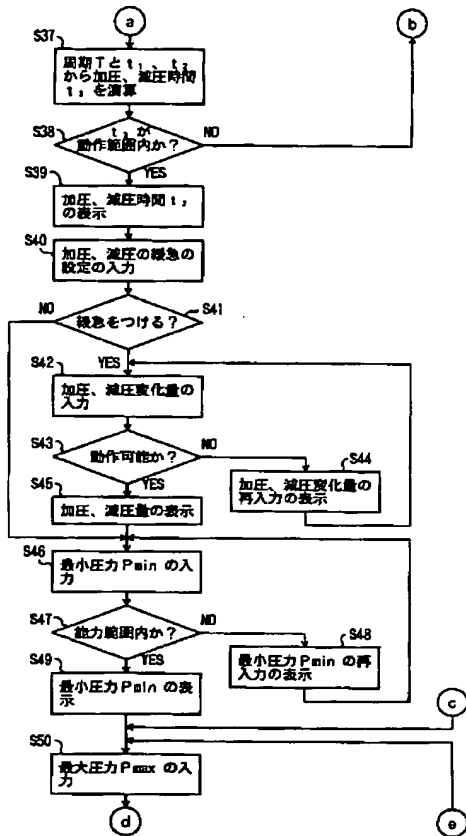 a
b
S37
周期Tとt₁、t₂
から加圧、減圧時間
を演算
S38
が
動作範囲内か？
NO
YES
S39
加圧、減圧時間
の表示
S40
加圧、減圧の緩急の
設定の入力
S41
NO
緩急をつける？
YES
S42
加圧、減圧変化量の
入力
S43
動作可能か？
NO
S44
加圧、減圧変化量の
再入力の表示
YES
S45
加圧、減圧量の表示
S46
最小圧力Pminの入
力
S47
能力範囲内か？
NO
S48
最小圧力Pminの再
入力の表示
YES
S49
最小圧力Pminの表
示
c
S50
最大圧力Pmaxの入
力
d
e